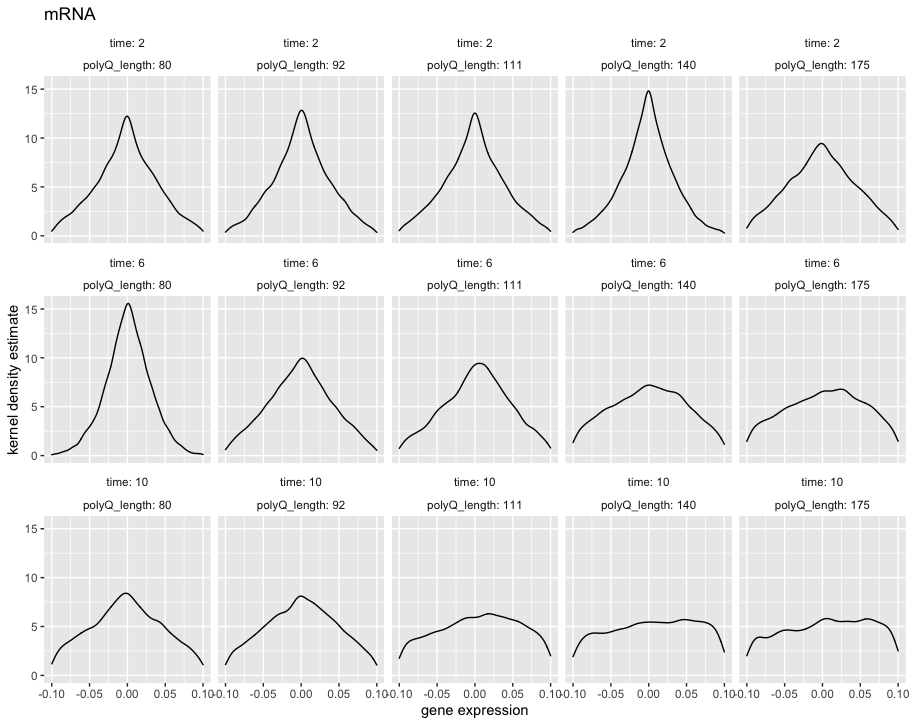 mRNA
time: 2 time: 2 time: 2 time: 2 time: 2
polyQ_length: 80 polyQ_length: 92 polyQ_length: 111 polyQ_length: 140 polyQ_length: 175
15
10
5
0
time: 6 time: 6 time: 6 time: 6 time: 6
polyQ_length: 80 polyQ_length: 92 polyQ_length: 111 polyQ_length: 140 polyQ_length: 175
15
10
5
0
kernel density estimate
time: 10 time: 10 time: 10 time: 10 time: 10
polyQ_length: 80 polyQ_length: 92 polyQ_length: 111 polyQ_length: 140 polyQ_length: 175
15
10
5
0
-0.10 -0.05 0.00 0.05 0.10 -0.10 -0.05 0.00 0.05 0.10 -0.10 -0.05 0.00 0.05 0.10 -0.10 -0.05 0.00 0.05 0.10 -0.10 -0.05 0.00 0.05 0.10
gene expression